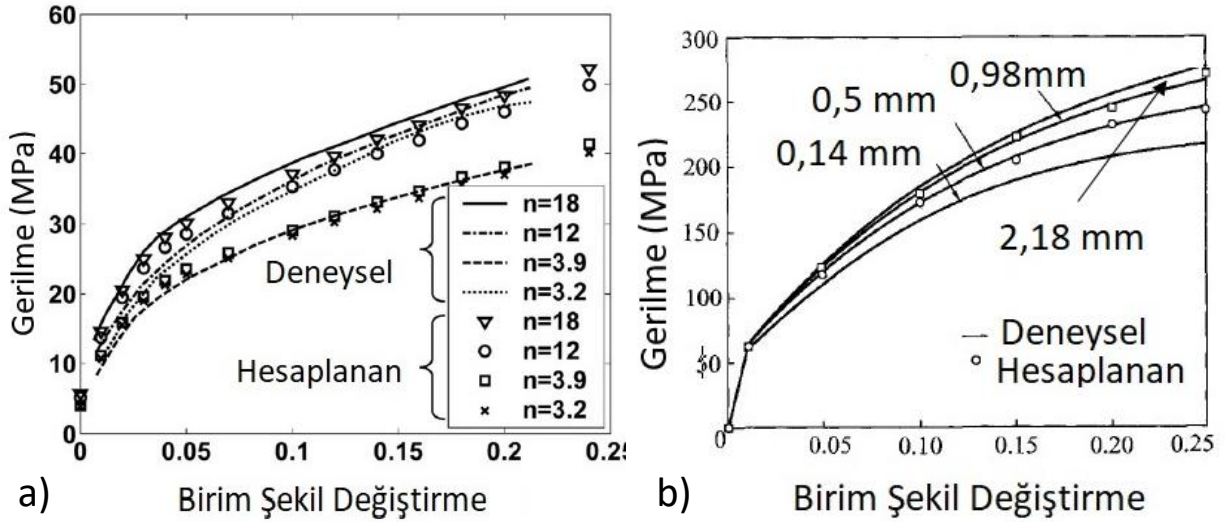 60
50
40
30
20
10
0
0
0.05
0.1
0.15
0.2
0.25
Gerilme (MPa)
Birim Şekil Değiştirme
a)
Deneysel
n=18
n=12
n=3.9
n=3.2
Hesaplanan
n=18
n=12
n=3.9
n=3.2
300
250
200
150
100
50
0
0.05
0.10
0.15
0.20
0.25
Gerilme (MPa)
Birim Şekil Değiştirme
b)
0,98mm
0,5 mm
0,14 mm
2,18 mm
Deneysel
Hesaplanan